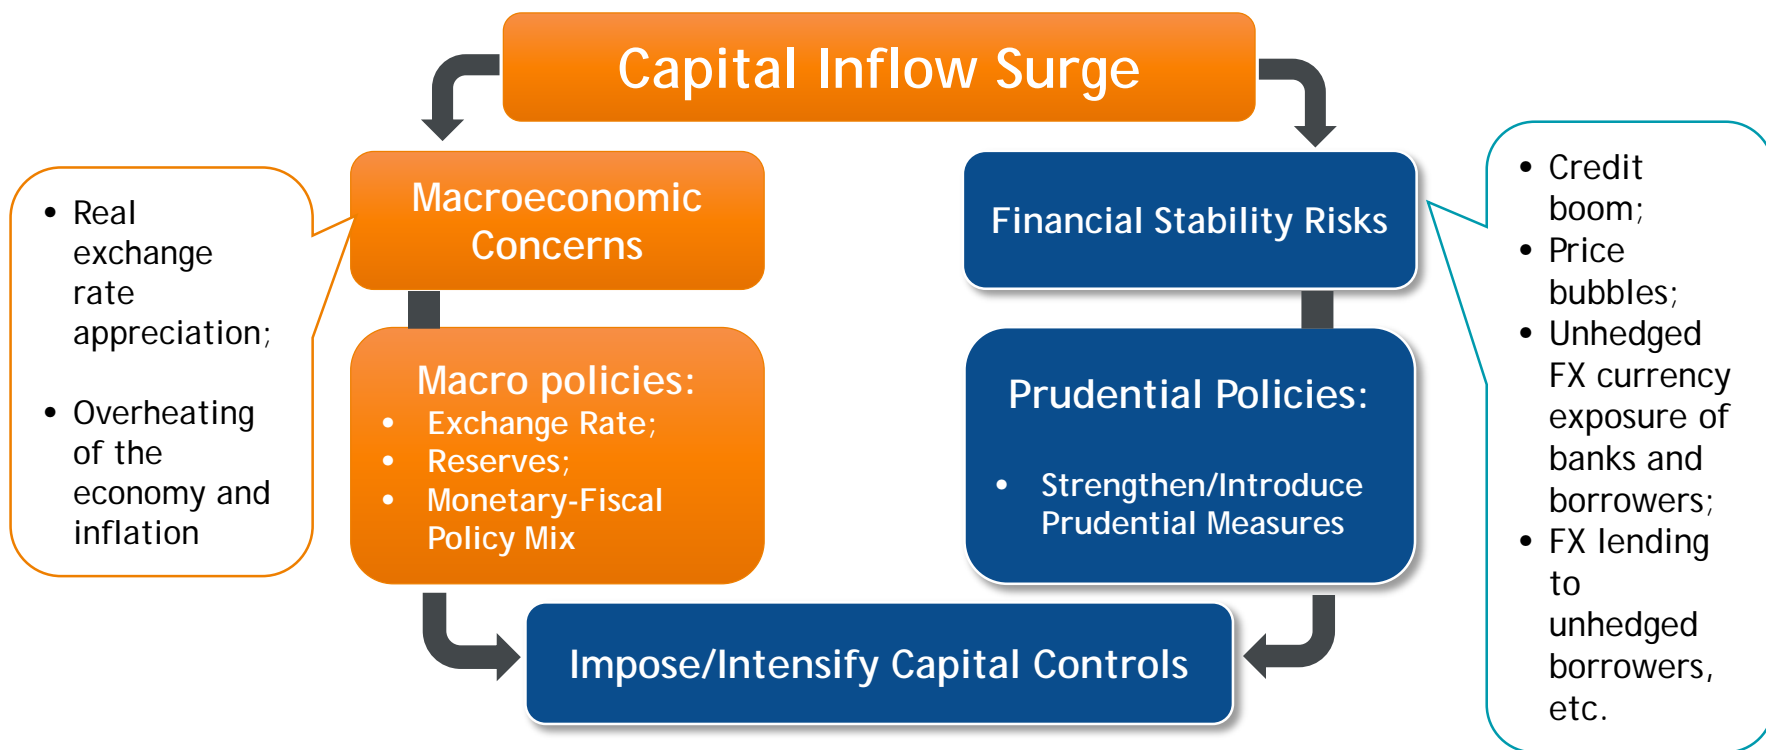 Capital Inflow Surge
Macroeconomic
Concerns
Financial Stability Risks
• Real
exchange
rate
appreciation;
• Overheating
of the
economy and
inflation
Macro policies:
• Exchange Rate;
• Reserves;
• Monetary-Fiscal
Policy Mix
Prudential Policies:
• Strengthen/Introduce
Prudential Measures
• Credit
boom;
• Price
bubbles;
• Unhedged
FX currency
exposure of
banks and
borrowers;
• FX lending
to
unhedged
borrowers,
etc.
Impose/Intensify Capital Controls